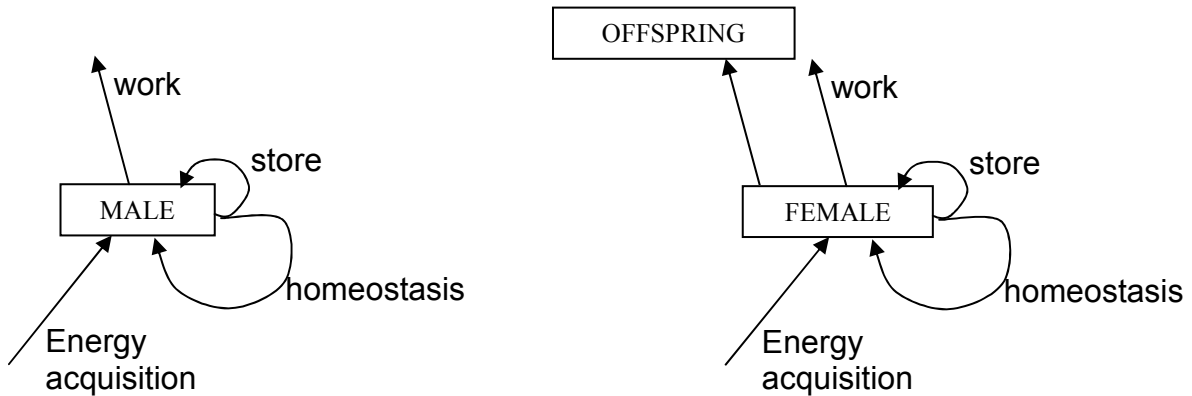 work
store
MALE
homeostasis
Energy
acquisition
OFFSPRING
work
store
FEMALE
homeostasis
Energy
acquisition